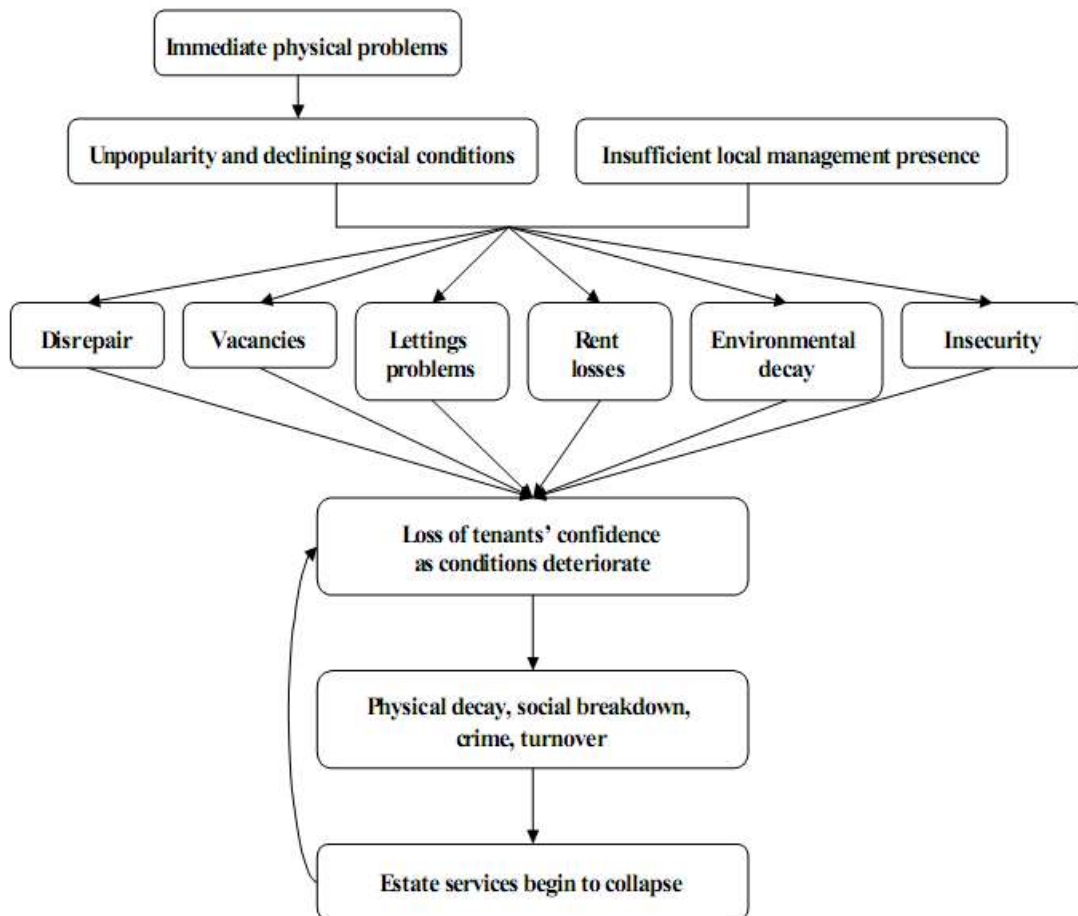 Immediate physical problems
Unpopularity and declining social conditions
Insufficient local management presence
Disrepair
Vacancies
Lettings
problems
Rent
losses
Environmental
decay
Insecurity
Loss of tenants’ confidence
as conditions deteriorate
Physical decay, social breakdown,
crime, turnover
Estate services begin to collapse